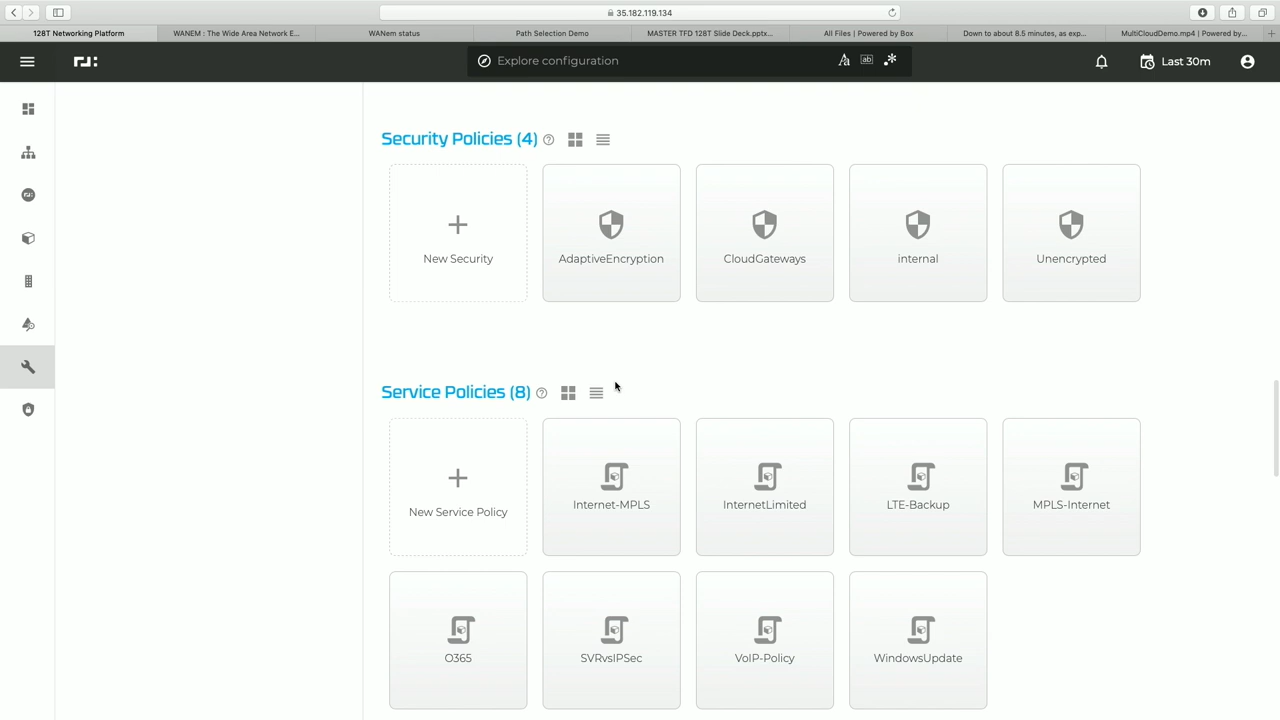 35.182.119.134
128T Networking Platform
WANEM : The Wide Area Network E...
WANem status
Path Selection Demo
MASTER TFD 128T Slide Deck.pptx...
All Files | Powered by Box
Down to about 8.5 minutes, as exp...
MultiCloudDemo.mp4 | Powered by...
Explore configuration
Last 30m
Security Policies (4)
New Security
AdaptiveEncryption
CloudGateways
internal
Unencrypted
Service Policies (8)
New Service Policy
Internet-MPLS
InternetLimited
LTE-Backup
MPLS-Internet
O365
SVRvsIPSec
VoIP-Policy
WindowsUpdate